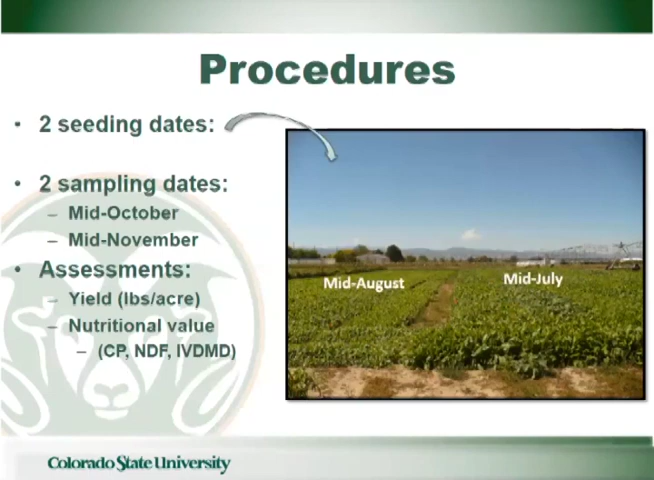 Procedures
• 2 seeding dates:
• 2 sampling dates:
– Mid-October
– Mid-November
• Assessments:
– Yield (lbs/acre)
– Nutritional value
– (CP, NDF, IVDMD)
Mid-August
Mid-July
Colorado State University